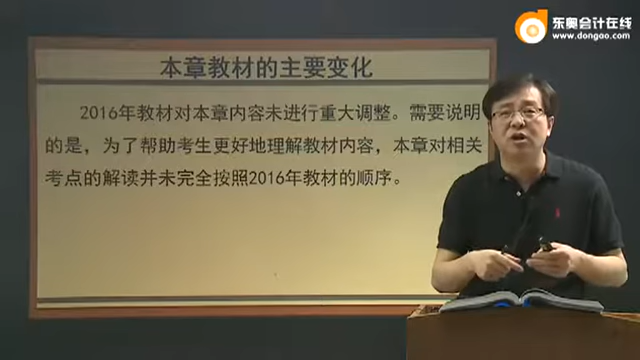 东奥会计在线
www.dongao.com
本章教材的主要变化
2016年教材对本章内容未进行重大调整。需要说明
的是，为了帮助考生更好地理解教材内容，本章对相关
考点的解读并未完全按照2016年教材的顺序。